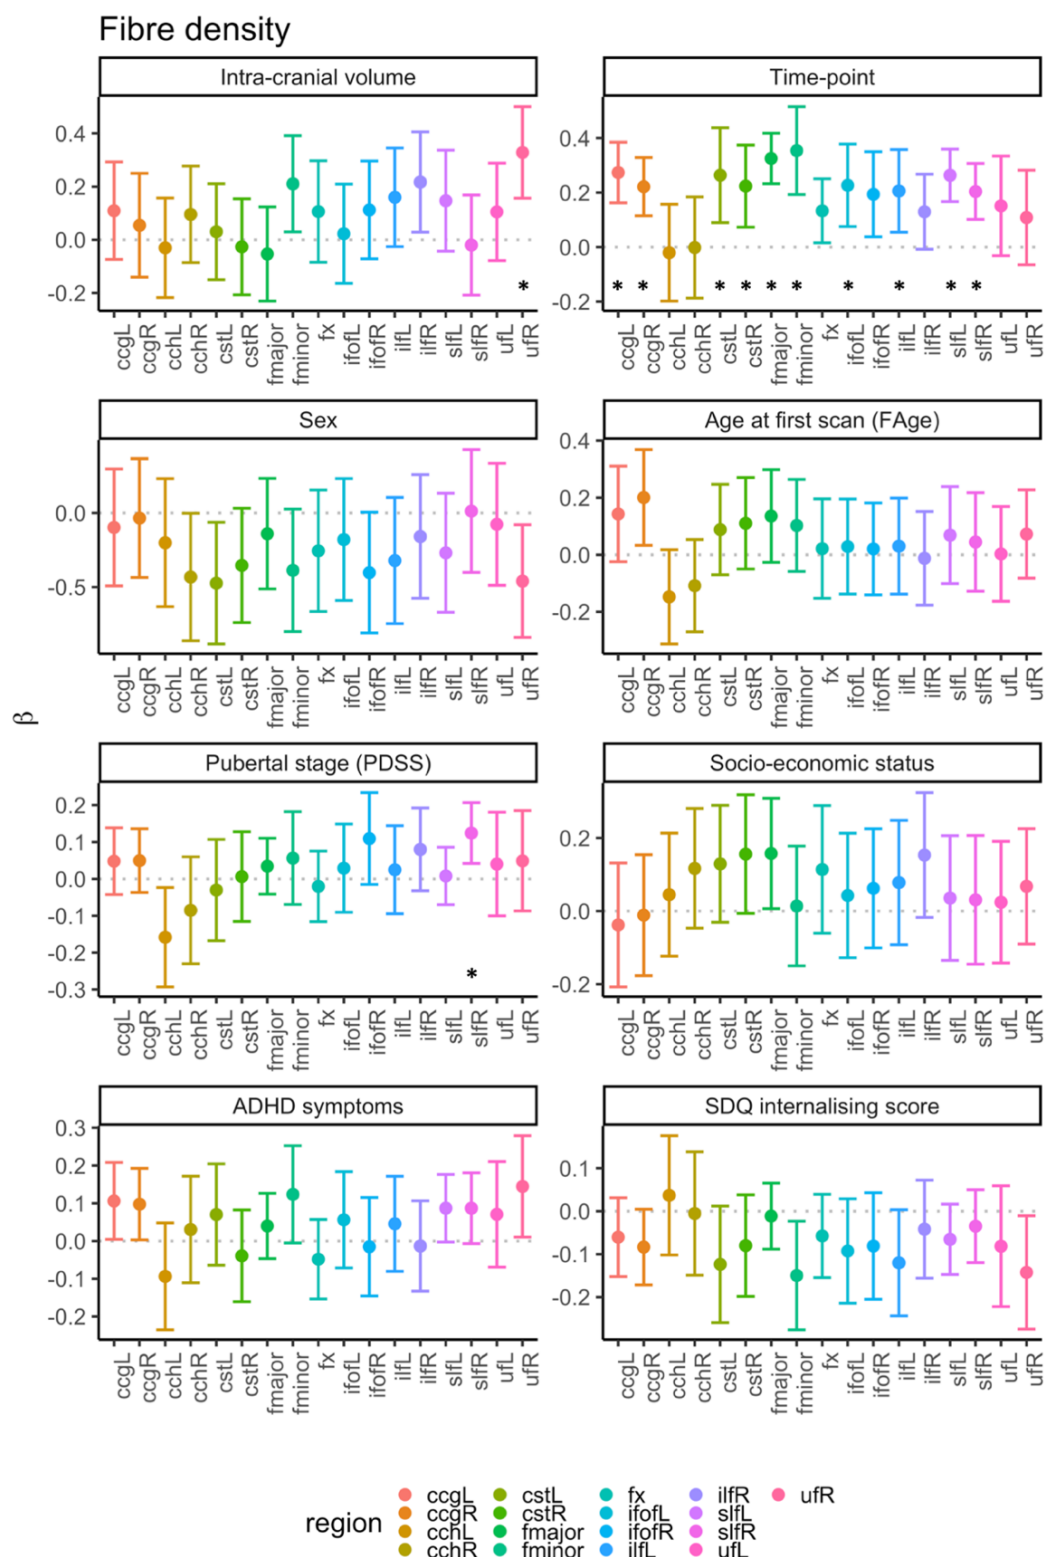 Fibre density
Intra-cranial volume
0.4
0.2
0.0
-0.2
*
ccgL ccgR cchL cchR cstL cstR fmajor fminor fx ifofL ifofR ilfL ilfR slfL slfR ufL ufR
Time-point
0.4
0.2
0.0
-0.2
* * * * * * * * * *
ccgL ccgR cchL cchR cstL cstR fmajor fminor fx ifofL ifofR ilfL ilfR slfL slfR ufL ufR
Sex
0.0
-0.5
ccgL ccgR cchL cchR cstL cstR fmajor fminor fx ifofL ifofR ilfL ilfR slfL slfR ufL ufR
Age at first scan (FAge)
0.4
0.2
0.0
-0.2
ccgL ccgR cchL cchR cstL cstR fmajor fminor fx ifofL ifofR ilfL ilfR slfL slfR ufL ufR
β
Pubertal stage (PDSS)
0.2
0.1
0.0
-0.1
-0.2
-0.3
*
ccgL ccgR cchL cchR cstL cstR fmajor fminor fx ifofL ifofR ilfL ilfR slfL slfR ufL ufR
Socio-economic status
0.2
0.0
-0.2
ccgL ccgR cchL cchR cstL cstR fmajor fminor fx ifofL ifofR ilfL ilfR slfL slfR ufL ufR
ADHD symptoms
0.3
0.2
0.1
0.0
-0.1
-0.2
ccgL ccgR cchL cchR cstL cstR fmajor fminor fx ifofL ifofR ilfL ilfR slfL slfR ufL ufR
SDQ internalising score
0.1
0.0
-0.1
-0.2
ccgL ccgR cchL cchR cstL cstR fmajor fminor fx ifofL ifofR ilfL ilfR slfL slfR ufL ufR
region
ccgL cstL fx ilfR ufR
ccgR cstR ifofL slfL
cchL fmajor ifofR slfR
cchR fminor ilfL ufL